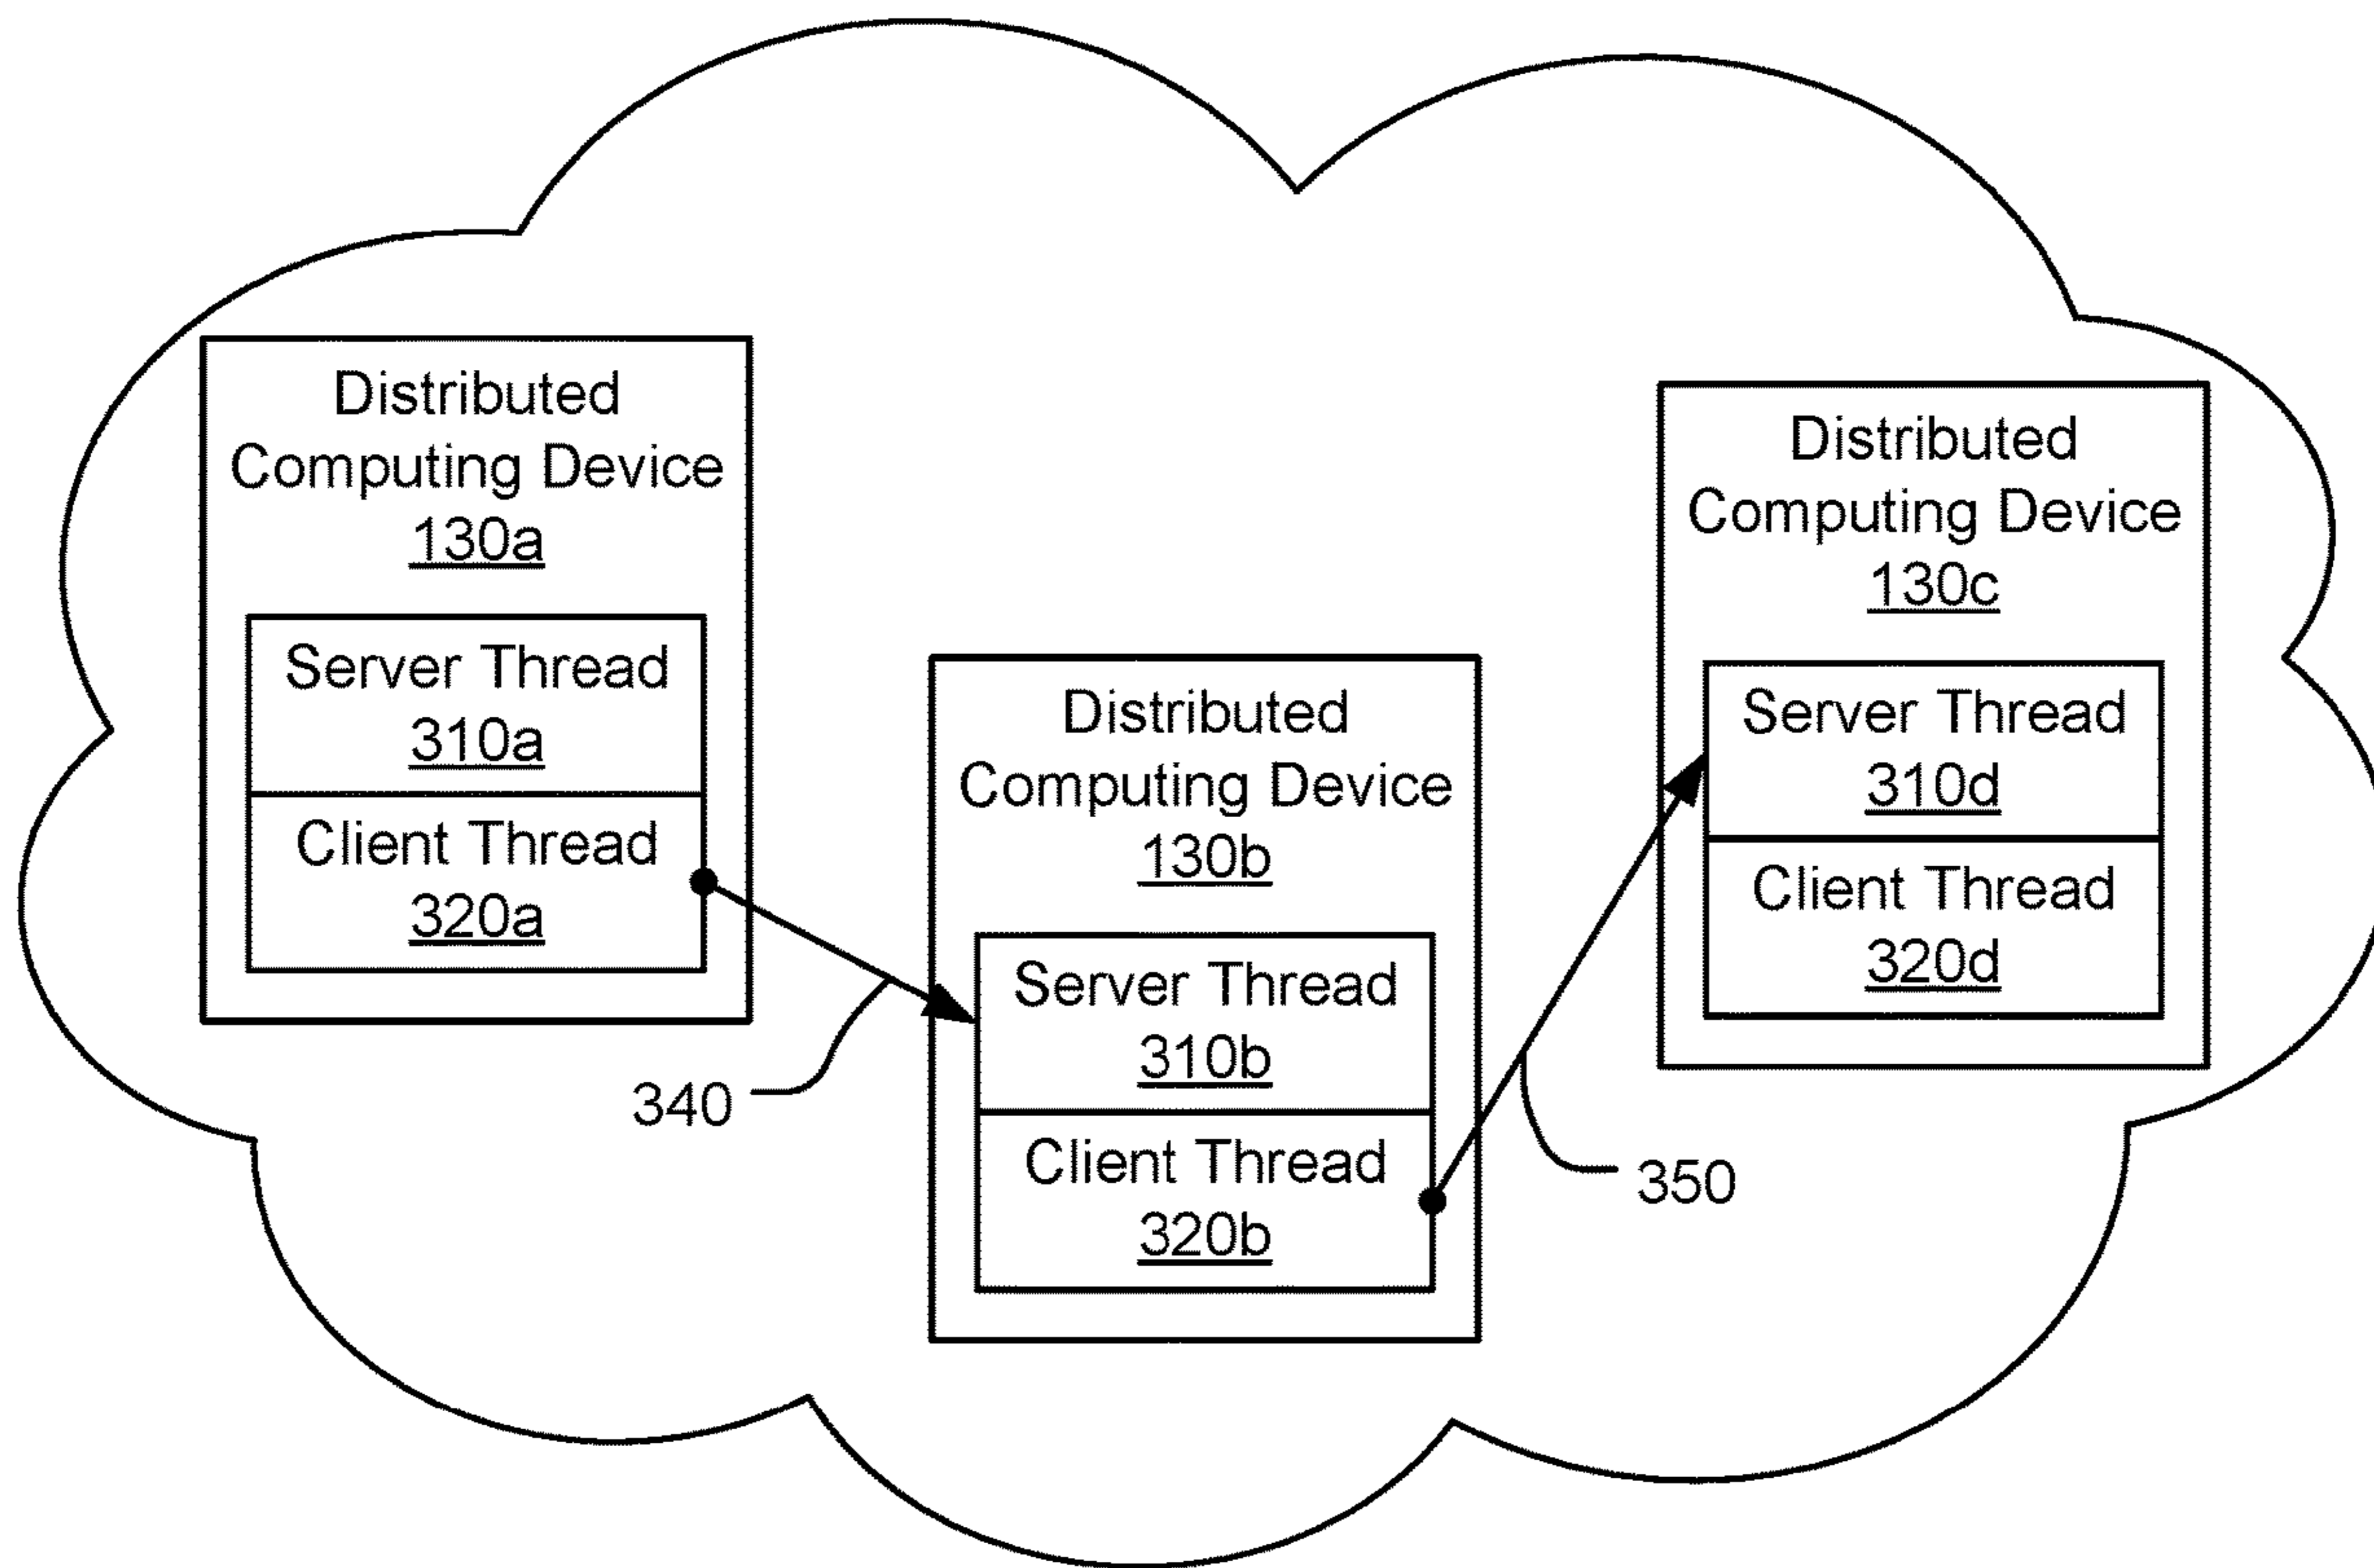 Distributed
Computing Device
130a
Server Thread
310a
Client Thread
320a
340
Distributed
Computing Device
130b
Server Thread
310b
Client Thread
320b
350
Distributed
Computing Device
130c
Server Thread
310d
Client Thread
320d